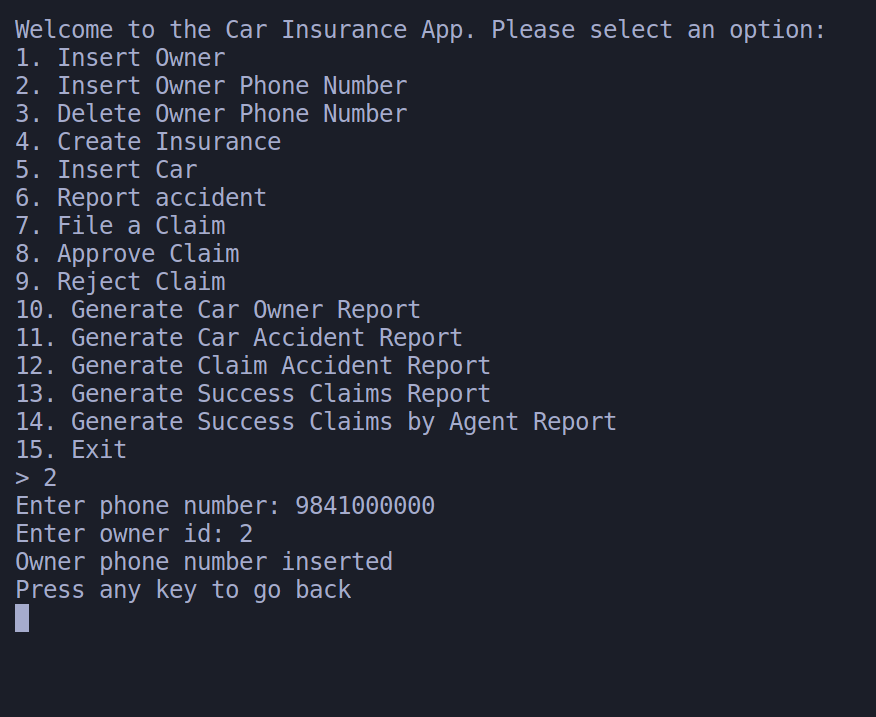 Welcome to the Car Insurance App. Please select an option:
1. Insert Owner
2. Insert Owner Phone Number
3. Delete Owner Phone Number
4. Create Insurance
5. Insert Car
6. Report accident
7. File a Claim
8. Approve Claim
9. Reject Claim
10. Generate Car Owner Report
11. Generate Car Accident Report
12. Generate Claim Accident Report
13. Generate Success Claims Report
14. Generate Success Claims by Agent Report
15. Exit
> 2
Enter phone number: 9841000000
Enter owner id: 2
Owner phone number inserted
Press any key to go back